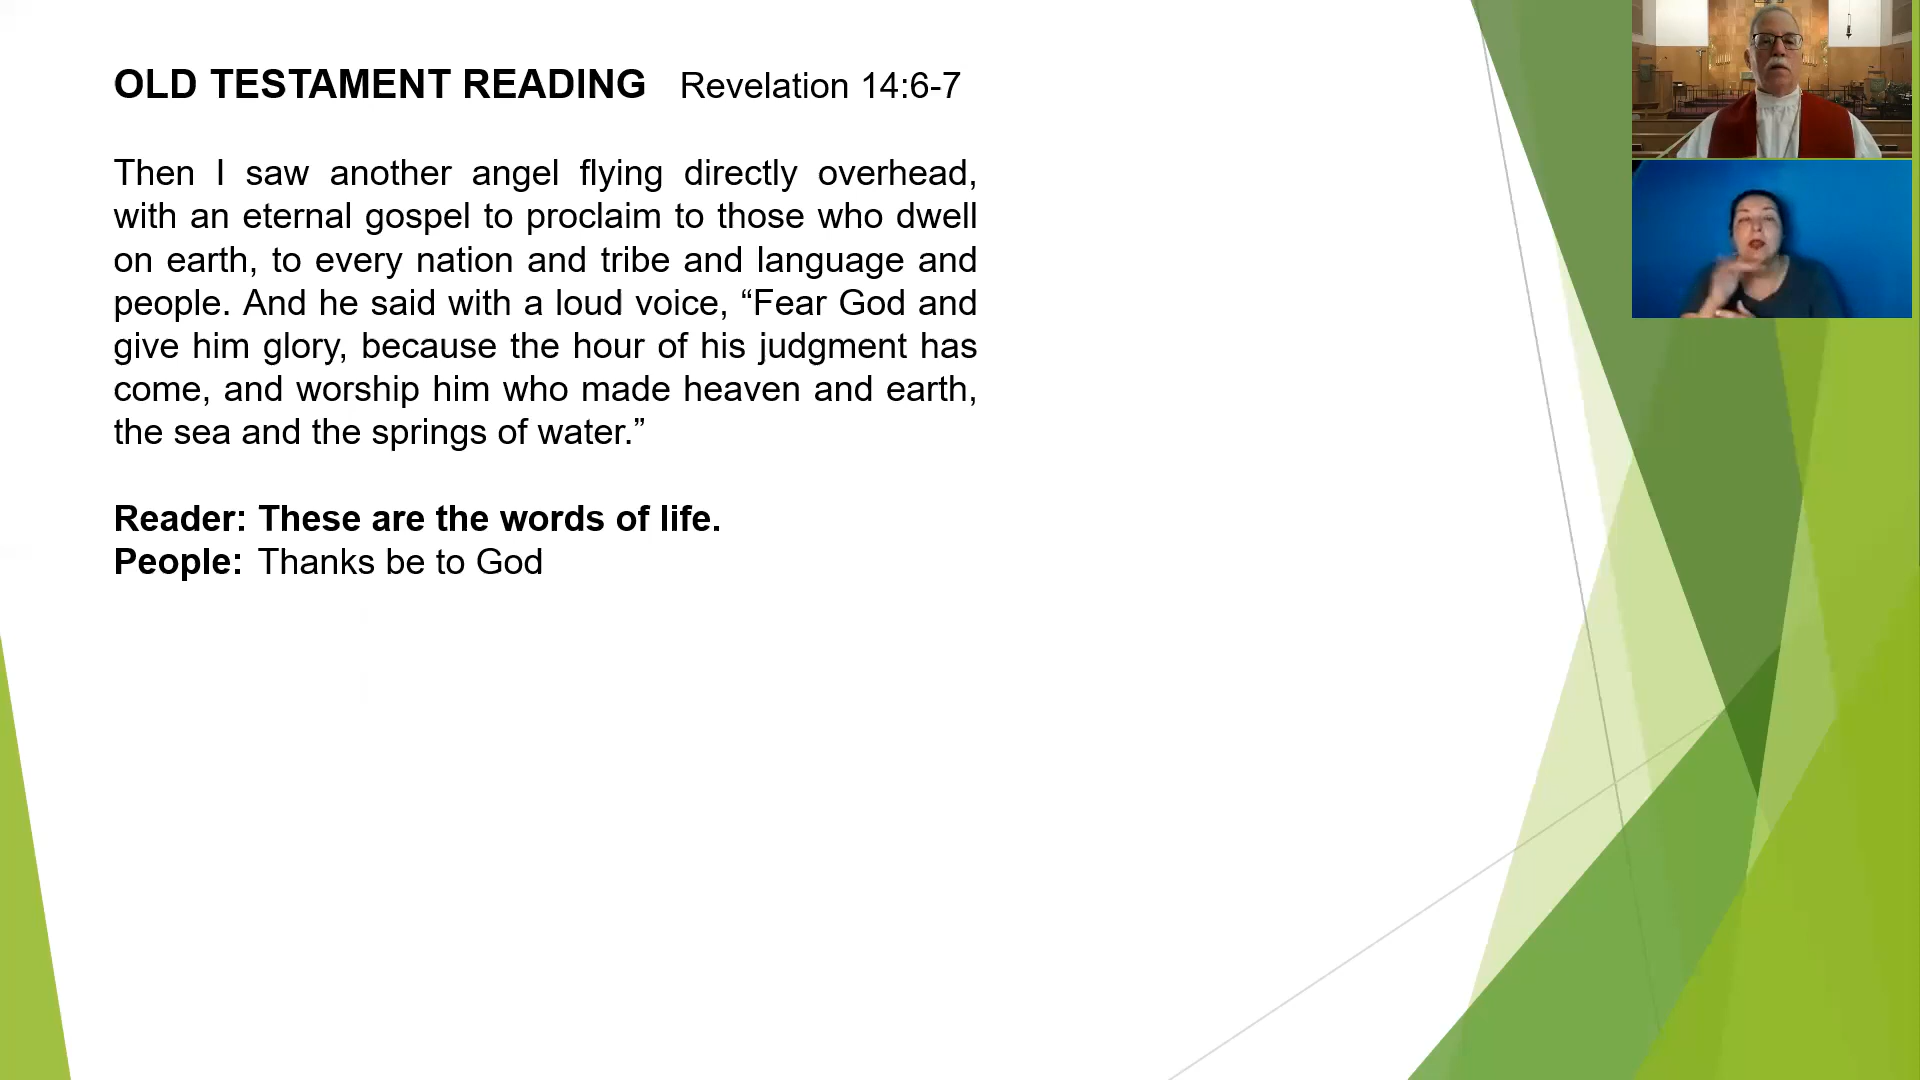 OLD TESTAMENT READING Revelation 14:6-7
Then I saw another angel flying directly overhead,
with an eternal gospel to proclaim to those who dwell
on earth, to every nation and tribe and language and
people. And he said with a loud voice, “Fear God and
give him glory, because the hour of his judgment has
come, and worship him who made heaven and earth,
the sea and the springs of water.”
Reader: These are the words of life.
People: Thanks be to God